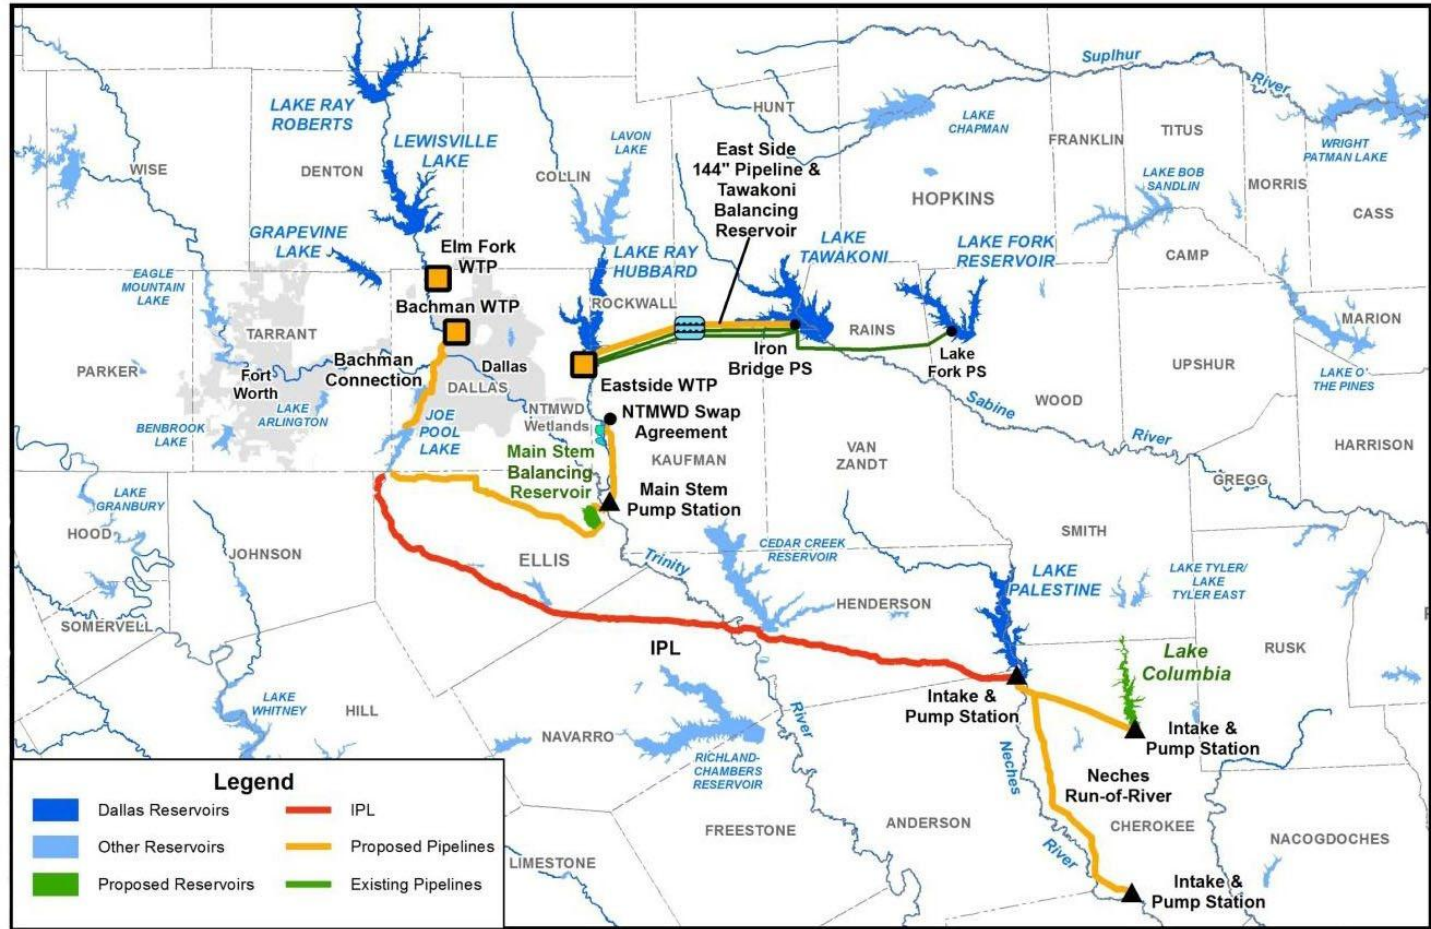 Suplhur
River
LAKE RAY
ROBERTS
HUNT
LAKE
CHAPMAN
FRANKLIN
TITUS
WRIGHT
PATMAN LAKE
LEWISVILLE
LAKE
LAVON
LAKE
East Side
144" Pipeline &
Tawakoni
Balancing
Reservoir
WISE
DENTON
COLLIN
HOPKINS
LAKE BOB
SANDLIN
MORRIS
CASS
GRAPEVINE
LAKE
Elm Fork
WTP
LAKE RAY
HUBBARD
LAKE
TAWAKONI
LAKE FORK
RESERVOIR
CAMP
EAGLE
MOUNTAIN
LAKE
Bachman WTP
ROCKWALL
TARRANT
RAINS
MARION
PARKER
Bachman
Connection
Dallas
DALLAS
Iron
Bridge PS
Lake
Fork PS
UPSHUR
LAKE O'
THE PINES
Fort
Worth
LAKE
ARLINGTON
Eastside WTP
Sabine
River
WOOD
BENBROOK
LAKE
JOE
POOL
LAKE
NTMWD
Wetlands
NTMWD Swap
Agreement
HARRISON
Main Stem
Balancing
Reservoir
KAUFMAN
VAN
ZANDT
GREGG
LAKE
GRANBURY
Main Stem
Pump Station
HOOD
JOHNSON
ELLIS
Trinity
CEDAR CREEK
RESERVOIR
SMITH
LAKE
PALESTINE
LAKE TYLER/
LAKE
TYLER EAST
HENDERSON
SOMERVELL
IPL
Lake
Columbia
RUSK
LAKE
WHITNEY
HILL
River
Intake &
Pump Station
Intake &
Pump Station
NAVARRO
RICHLAND-
CHAMBERS
RESERVOIR
Neches
River
Neches
Run-of-River
FREESTONE
ANDERSON
CHEROKEE
NACOGDOCHES
LIMESTONE
Intake &
Pump Station
Legend
Dallas Reservoirs
IPL
Other Reservoirs
Proposed Pipelines
Proposed Reservoirs
Existing Pipelines